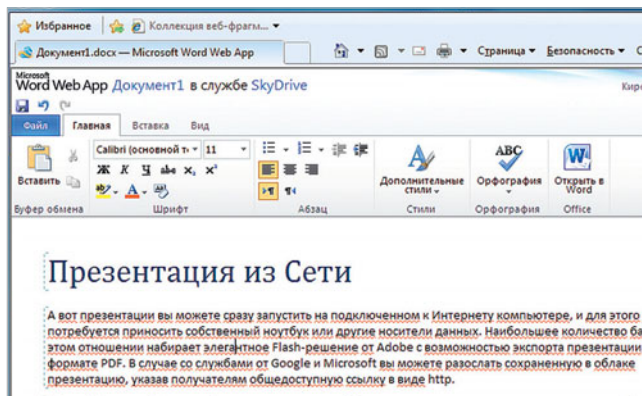 Избранное Коллекция веб-фрагм...
Документ1.docx — Microsoft Word Web App Страница Безопасность
Microsoft
Word Web App Документ1 в службе SkyDrive
Файл Главная Вставка Вид
Calibri (основной т 11
Ж К Ч abc x₂ x²
Вставить Дополнительные стили ABC Орфография Открыть в Word
Буфер обмена Шрифт Абзац Стили Орфография Office
Презентация из Сети
А вот презентации вы можете сразу запустить на подключенном к Интернету компьютере, и для этого
потребуется приносить собственный ноутбук или другие носители данных. Наибольшее количество ба
этом отношении набирает элегантное Flash-решение от Adobe с возможностью экспорта презентации
формате PDF. В случае со службами от Google и Microsoft вы можете разослать сохраненную в облаке
презентацию, указав получателям общедоступную ссылку в виде http.